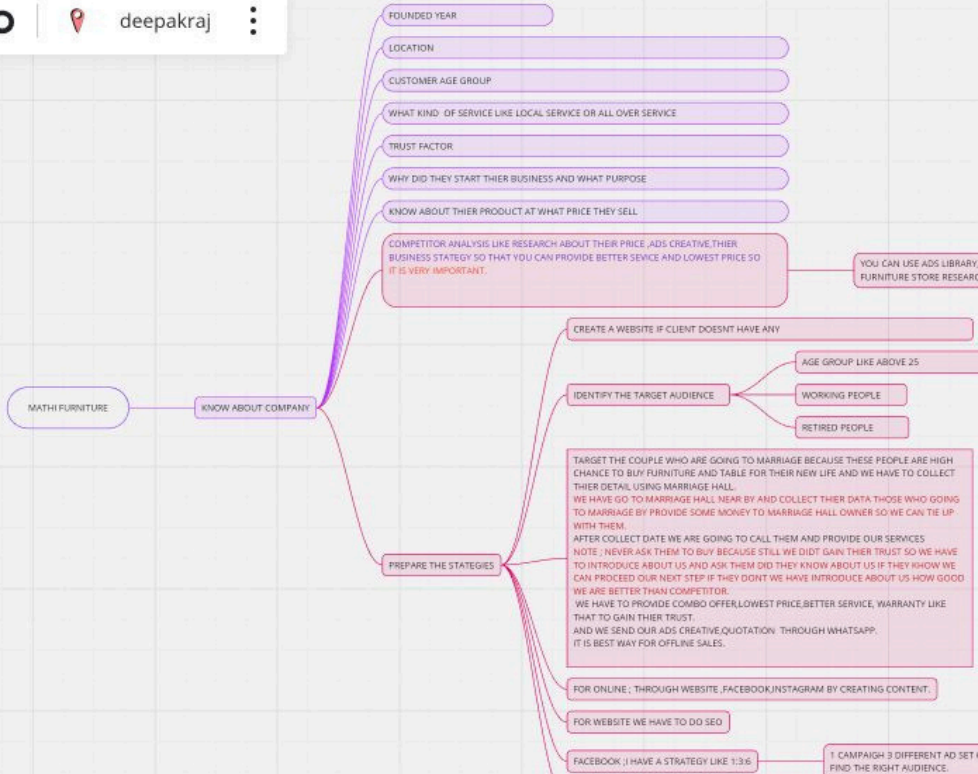 deepakraj
FOUNDED YEAR
LOCATION
CUSTOMER AGE GROUP
WHAT KIND OF SERVICE LIKE LOCAL SERVICE OR ALL OVER SERVICE
TRUST FACTOR
WHY DID THEY START THIER BUSINESS AND WHAT PURPOSE
KNOW ABOUT THIER PRODUCT AT WHAT PRICE THEY SELL
COMPETITOR ANALYSIS LIKE RESEARCH ABOUT THEIR PRICE ,ADS CREATIVE,THIER
BUSINESS STATEGY SO THAT YOU CAN PROVIDE BETTER SEVICE AND LOWEST PRICE SO
IT IS VERY IMPORTANT.
YOU CAN USE ADS LIBRARY,
FURNITURE STORE RESEARC
MATHI FURNITURE
KNOW ABOUT COMPANY
PREPARE THE STATEGIES
CREATE A WEBSITE IF CLIENT DOESNT HAVE ANY
IDENTIFY THE TARGET AUDIENCE
AGE GROUP LIKE ABOVE 25
WORKING PEOPLE
RETIRED PEOPLE
TARGET THE COUPLE WHO ARE GOING TO MARRIAGE BECAUSE THESE PEOPLE ARE HIGH
CHANCE TO BUY FURNITURE AND TABLE FOR THEIR NEW LIFE AND WE HAVE TO COLLECT
THIER DETAIL USING MARRIAGE HALL.
WE HAVE GO TO MARRIAGE HALL NEAR BY AND COLLECT THIER DATA THOSE WHO GOING
TO MARRIAGE BY PROVIDE SOME MONEY TO MARRIAGE HALL OWNER SO WE CAN TIE UP
WITH THEM.
AFTER COLLECT DATE WE ARE GOING TO CALL THEM AND PROVIDE OUR SERVICES
NOTE ; NEVER ASK THEM TO BUY BECAUSE STILL WE DIDT GAIN THIER TRUST SO WE HAVE
TO INTRODUCE ABOUT US AND ASK THEM DID THEY KNOW ABOUT US IF THEY KHOW WE
CAN PROCEED OUR NEXT STEP IF THEY DONT WE HAVE INTRODUCE ABOUT US HOW GOOD
WE ARE BETTER THAN COMPETITOR.
WE HAVE TO PROVIDE COMBO OFFER,LOWEST PRICE,BETTER SERVICE, WARRANTY LIKE
THAT TO GAIN THIER TRUST.
AND WE SEND OUR ADS CREATIVE,QUOTATION THROUGH WHATSAPP.
IT IS BEST WAY FOR OFFLINE SALES.
FOR ONLINE ; THROUGH WEBSITE ,FACEBOOK,INSTAGRAM BY CREATING CONTENT.
FOR WEBSITE WE HAVE TO DO SEO
FACEBOOK ;I HAVE A STRATEGY LIKE 1:3:6
1 CAMPAIGH 3 DIFFERENT AD SET
FIND THE RIGHT AUDIENCE.